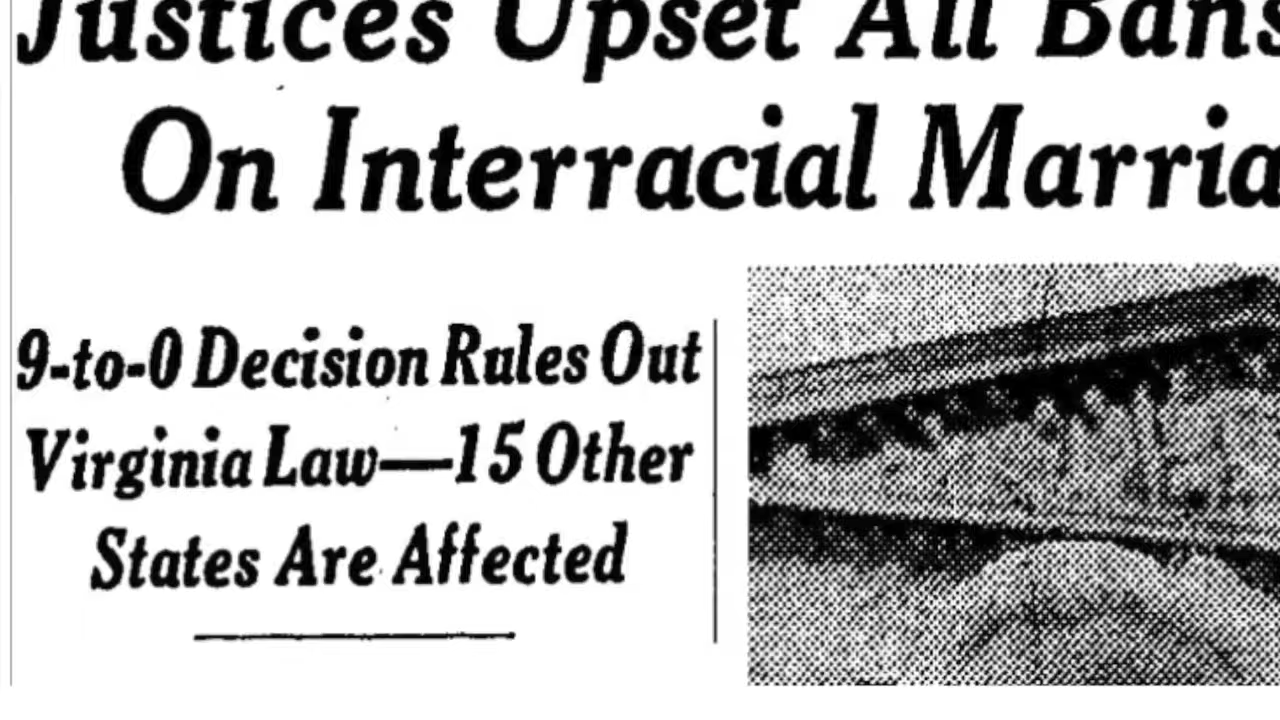 Justices Upset All Bans
On Interracial Marria
9-to-0 Decision Rules Out
Virginia Law—15 Other
States Are Affected